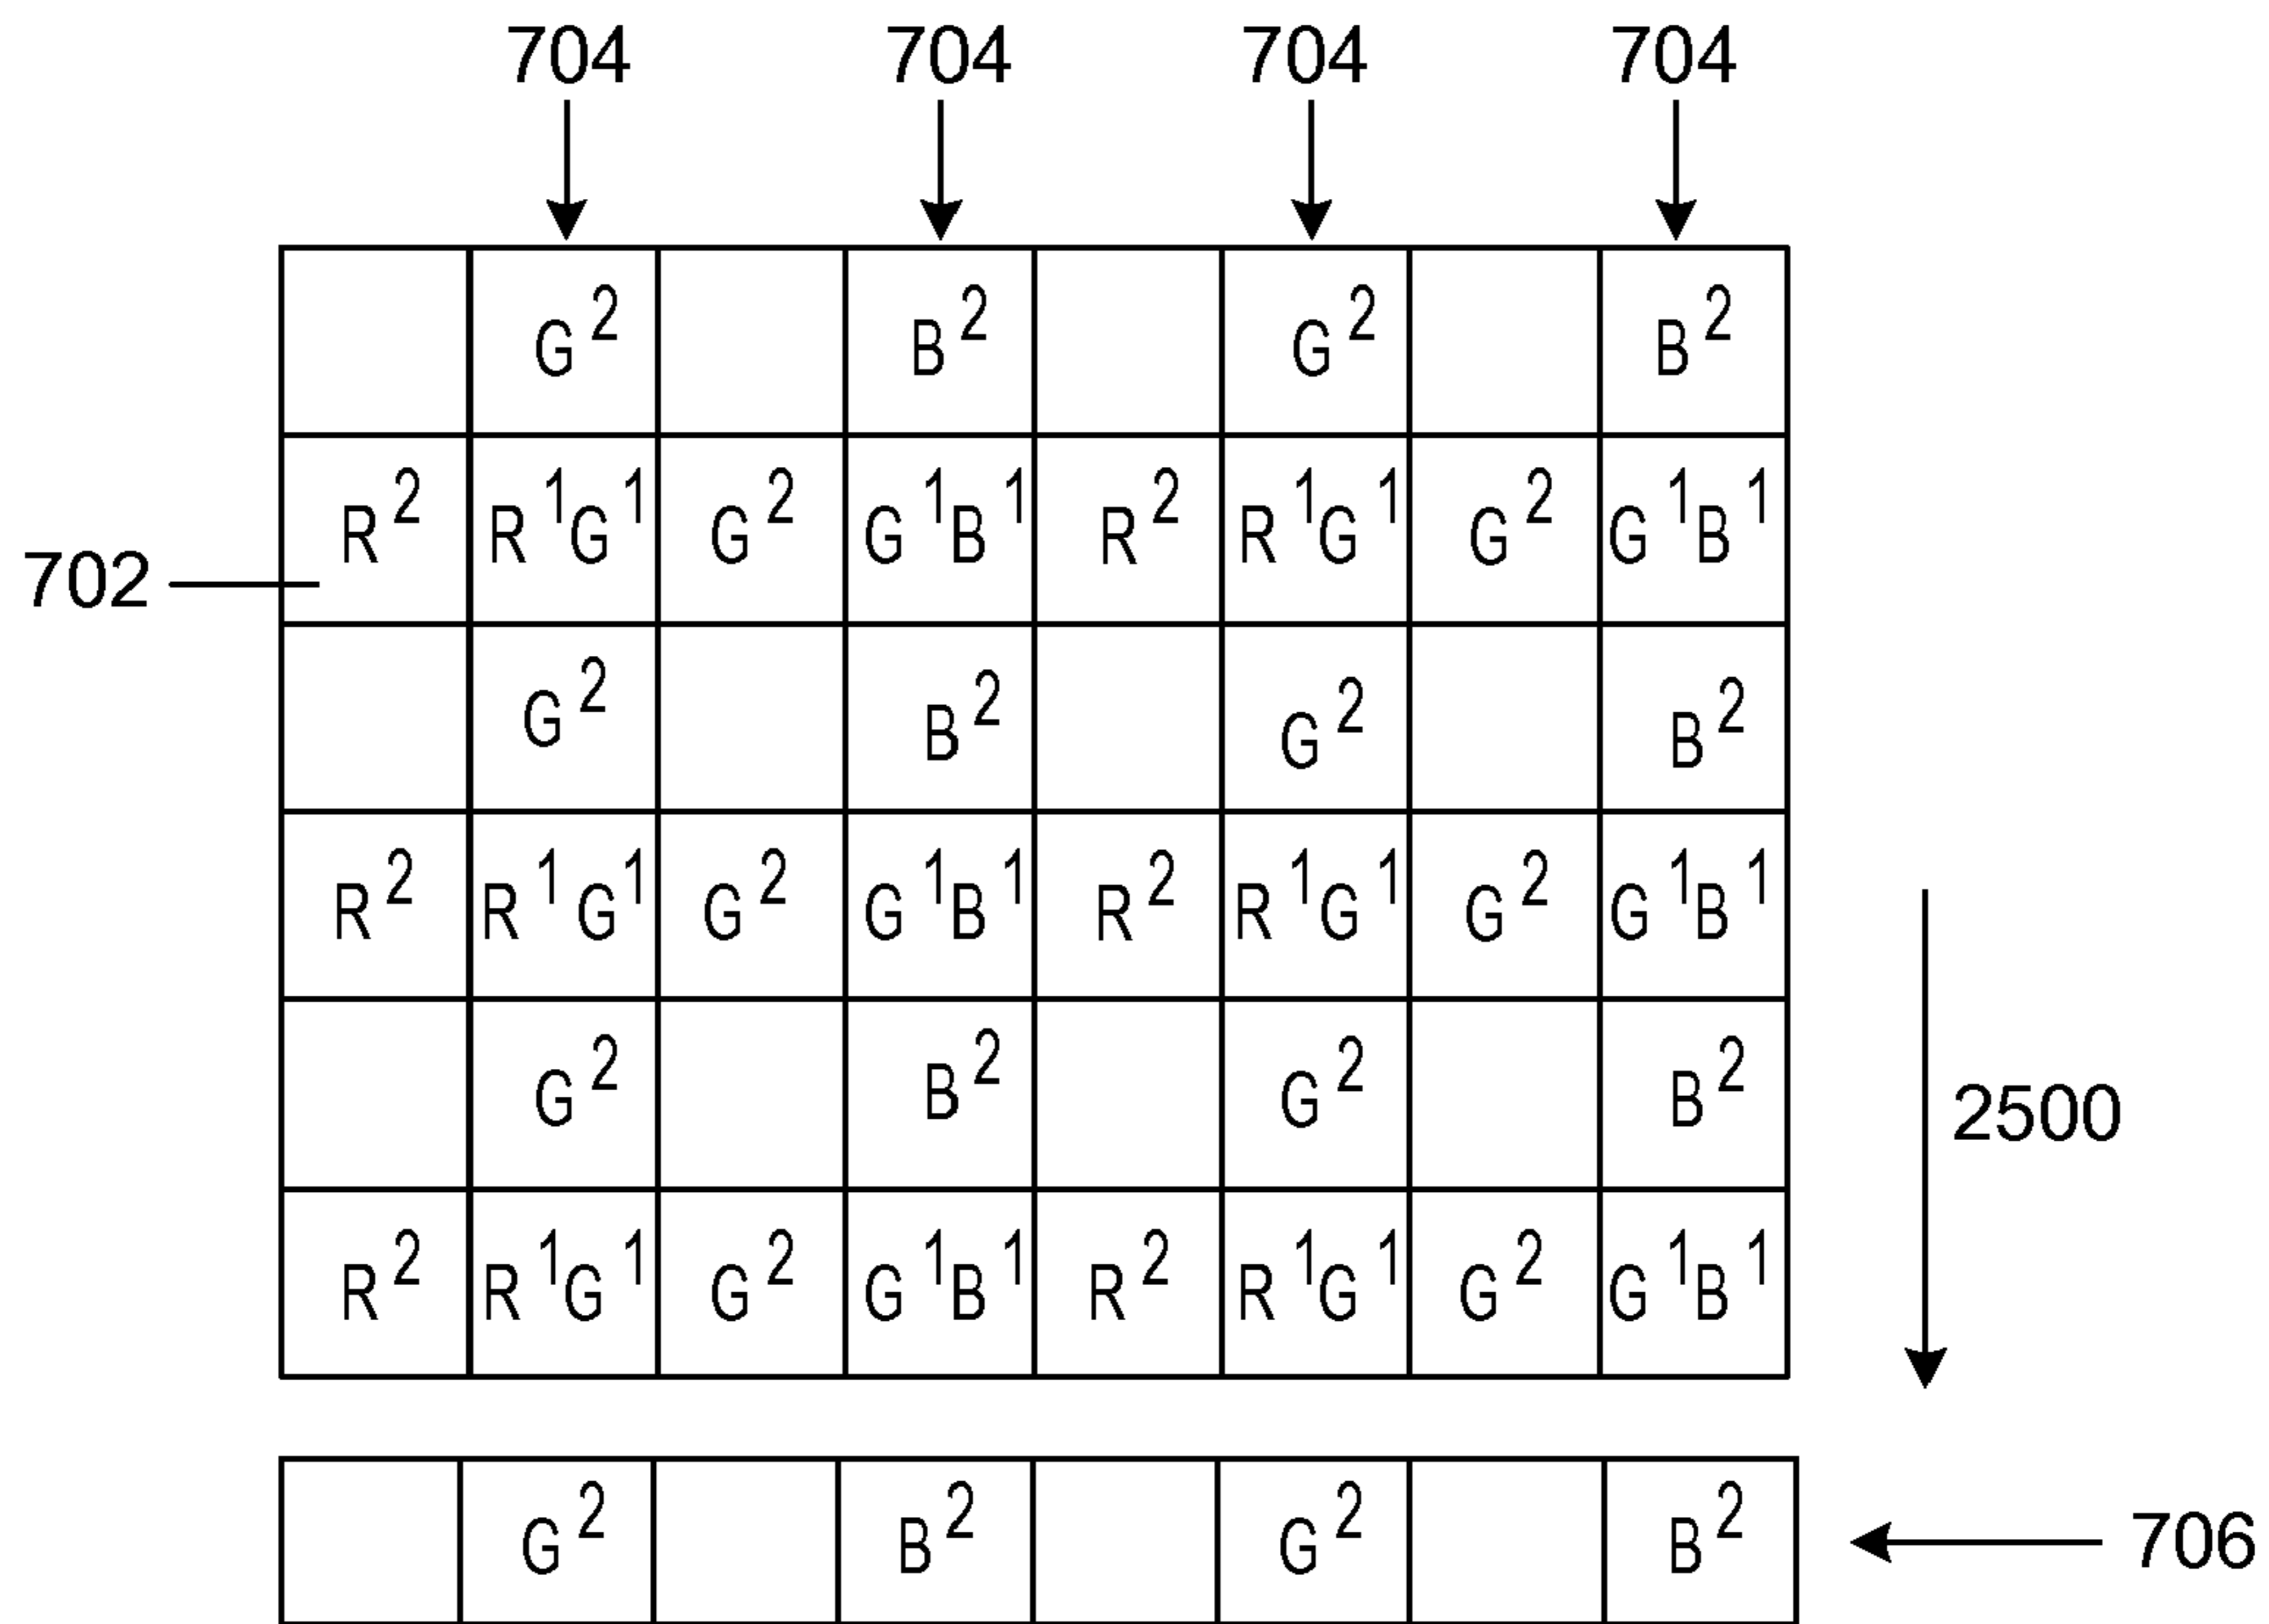 704 704 704 704
G² B² G² B²
R² R¹G¹ G² G¹B¹ R² R¹G¹ G² G¹B¹
702
G² B² G² B²
R² R¹G¹ G² G¹B¹ R² R¹G¹ G² G¹B¹
G² B² G² B²
2500
R² R¹G¹ G² G¹B¹ R² R¹G¹ G² G¹B¹
G² B² G² B²
706